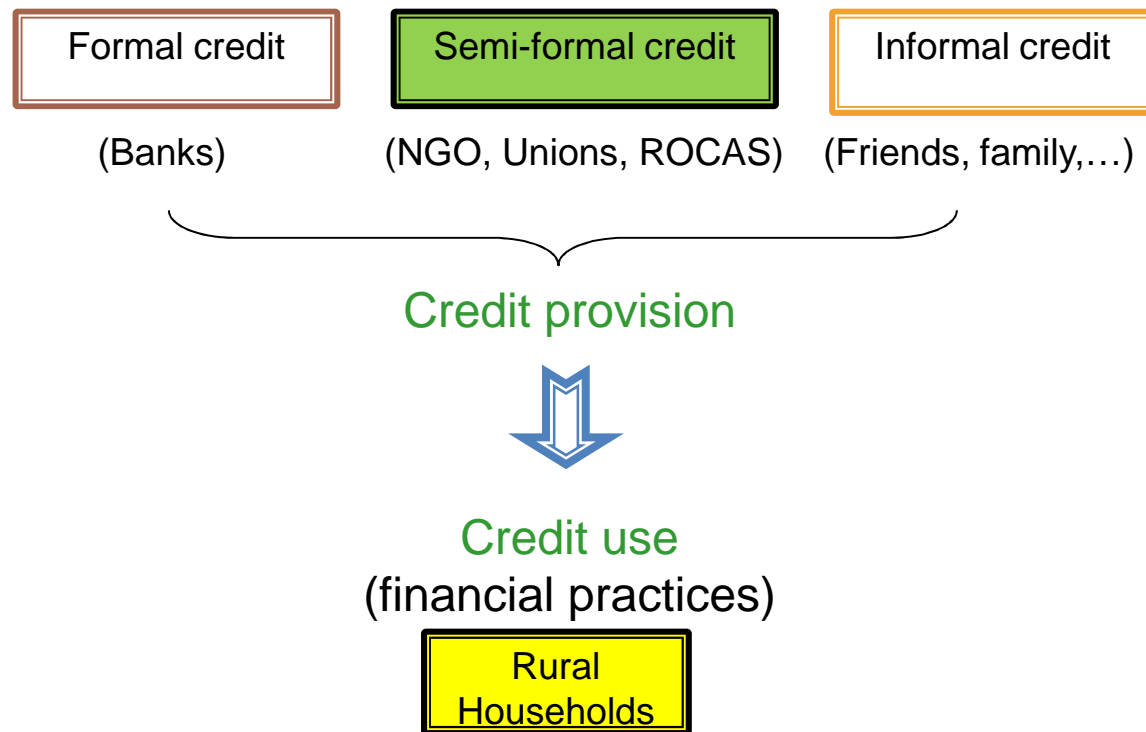 Formal credit
Semi-formal credit
Informal credit
(Banks)
(NGO, Unions, ROCAS)
(Friends, family,…)
Credit provision
Credit use
(financial practices)
Rural
Households